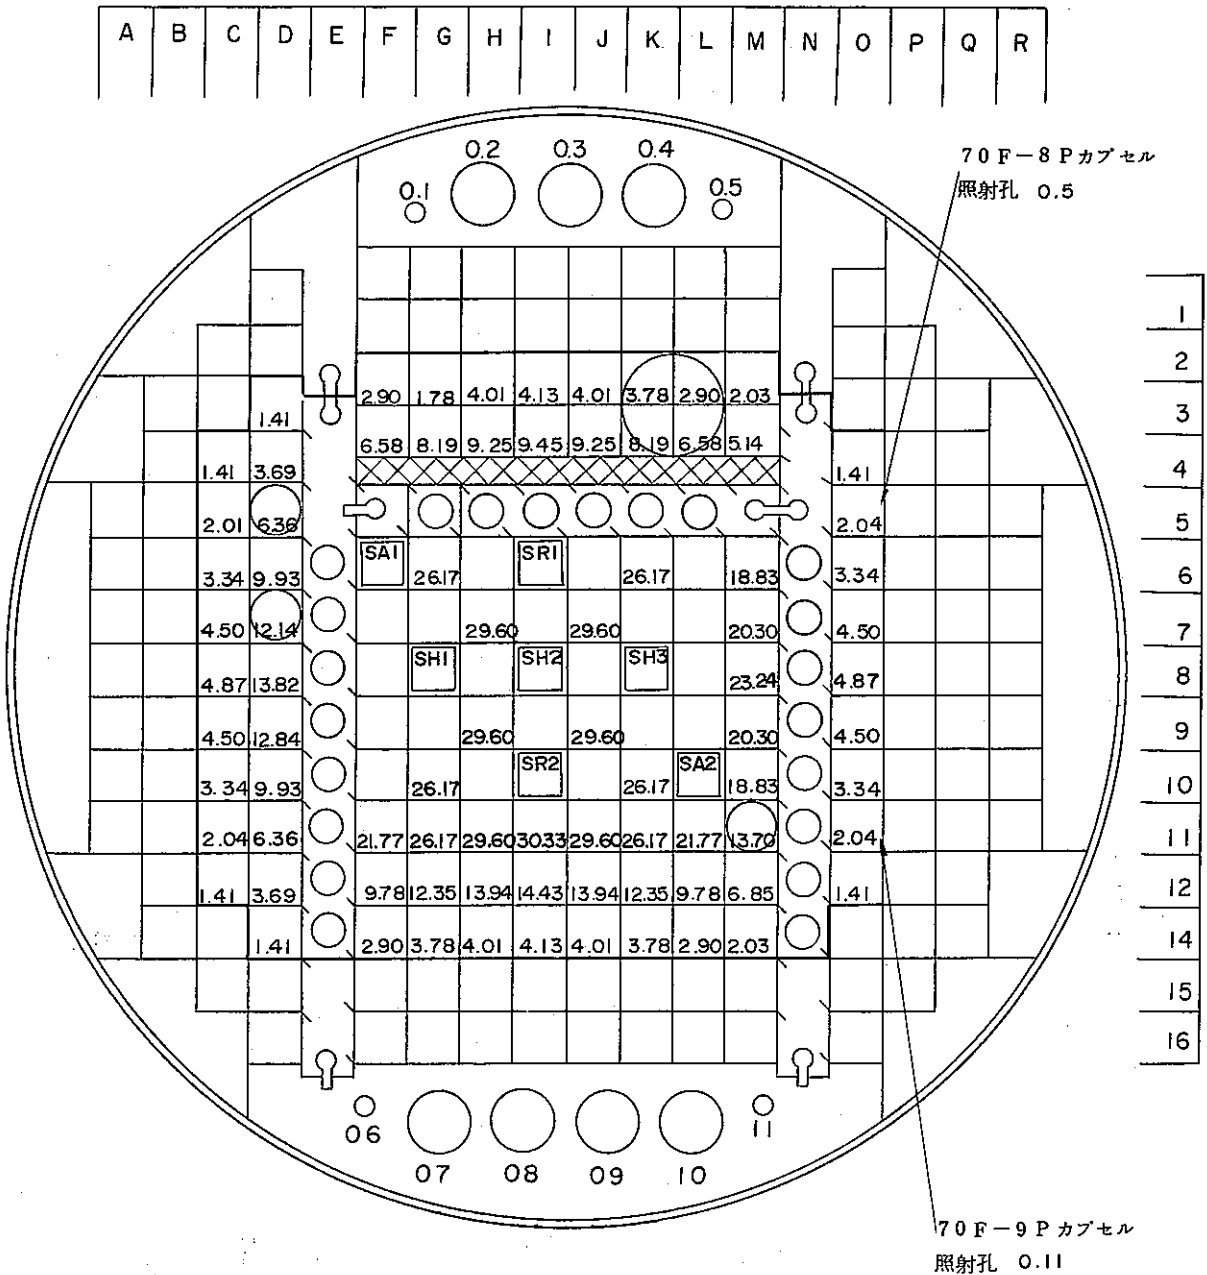 A B C D E F G H I J K L M N O P Q R
0.2 0.3 0.4
0.1 0.5
70F-8Pカプセル
照射孔 0.5
1
2
2.90 1.78 4.01 4.13 4.01 3.78 2.90 2.03 3
1.41
6.58 8.19 9.25 9.45 9.25 8.19 6.58 5.14
1.41 3.69 1.41 4
2.01 6.36 2.04 5
SA1 SR1
3.34 9.93 26.17 26.17 18.83 3.34 6
4.50 12.14 29.60 29.60 20.30 4.50 7
SH1 SH2 SH3
4.87 13.82 23.24 4.87 8
4.50 12.84 29.60 29.60 20.30 4.50 9
SR2 SA2
3.34 9.93 26.17 26.17 18.83 3.34 10
2.04 6.36 21.77 26.17 29.60 30.33 29.60 26.17 21.77 13.70 2.04 11
1.41 3.69 9.78 12.35 13.94 14.43 13.94 12.35 9.78 6.85 1.41 12
1.41 2.90 3.78 4.01 4.13 4.01 3.78 2.90 2.03 14
15
16
06 11
07 08 09 10
70F-9Pカプセル
照射孔 0.11